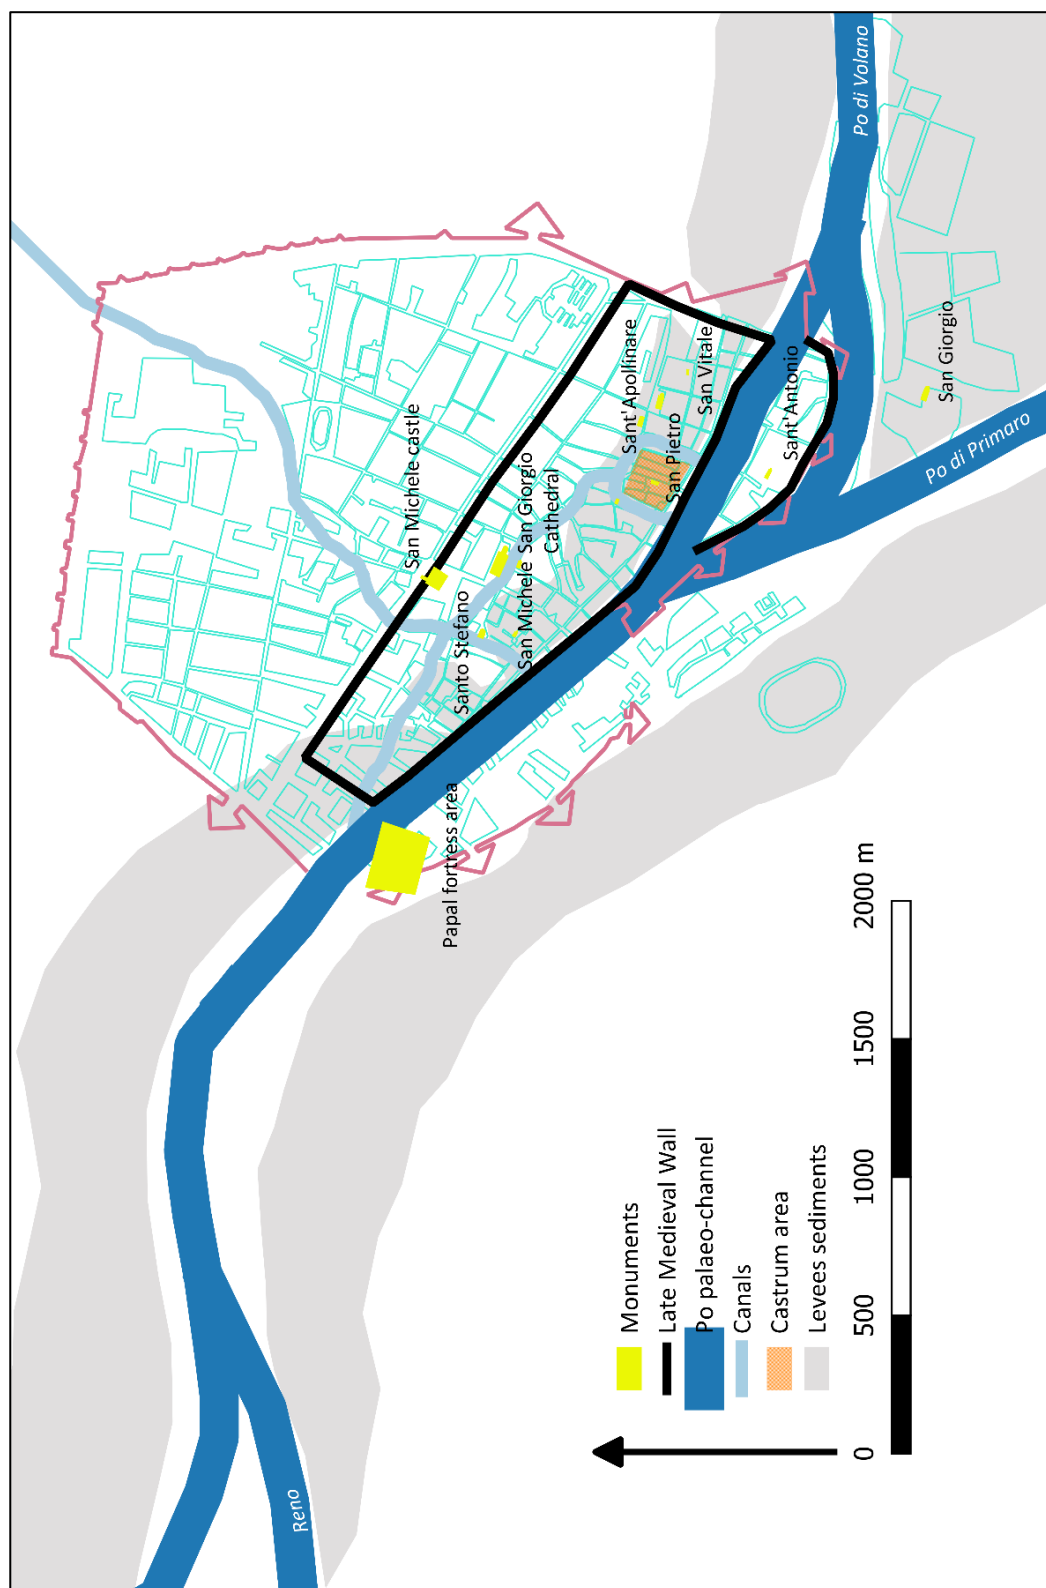 San Michele castle
Santo Stefano
San Giorgio
Cathedral
San Michele
Sant'Apollinare
San Pietro
San Vitale
Sant'Antonio
San Giorgio
Papal fortress area
Po di Volano
Po di Primaro
Reno
Monuments
Late Medieval Wall
Po palaeo-channel
Canals
Castrum area
Levees sediments
0 500 1000 1500 2000 m